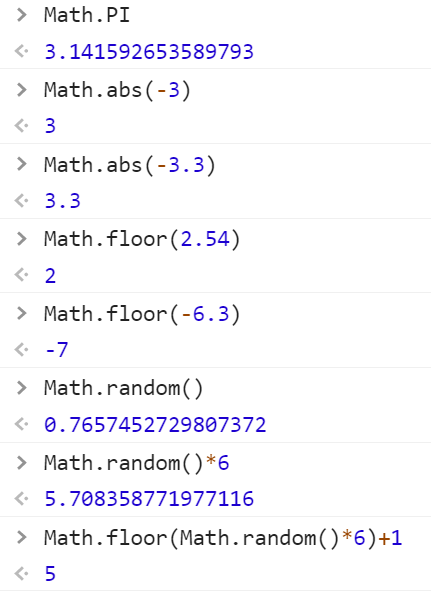 > Math.PI
<· 3.141592653589793
> Math.abs(-3)
<· 3
> Math.abs(-3.3)
<· 3.3
> Math.floor(2.54)
<· 2
> Math.floor(-6.3)
<· -7
> Math.random()
<· 0.7657452729807372
> Math.random()*6
<· 5.708358771977116
> Math.floor(Math.random()*6)+1
<· 5